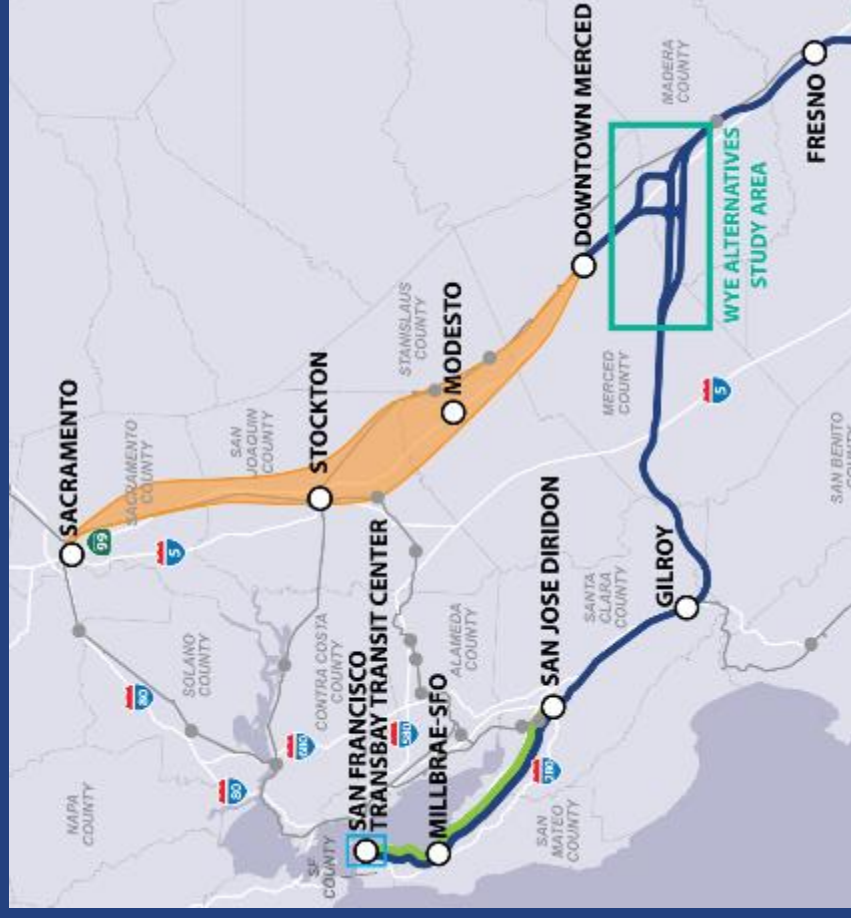 SACRAMENTO
99
SACRAMENTO
COUNTY
5
NAPA
COUNTY
SOLANO
COUNTY
80
80
SAN
JOAQUIN
COUNTY
STOCKTON
CONTRA COSTA
COUNTY
680
STANISLAUS
COUNTY
MODESTO
SAN FRANCISCO
TRANSBAY TRANSIT CENTER
SF
COUNTY
580
ALAMEDA
COUNTY
MILLBRAE-SFO
DOWNTOWN MERCED
MADERA
COUNTY
SAN
MATEO
COUNTY
280
SAN JOSE DIRIDON
SANTA
CLARA
COUNTY
MERCED
COUNTY
WYE ALTERNATIVES
STUDY AREA
GILROY
5
FRESNO
SAN BENITO
COUNTY